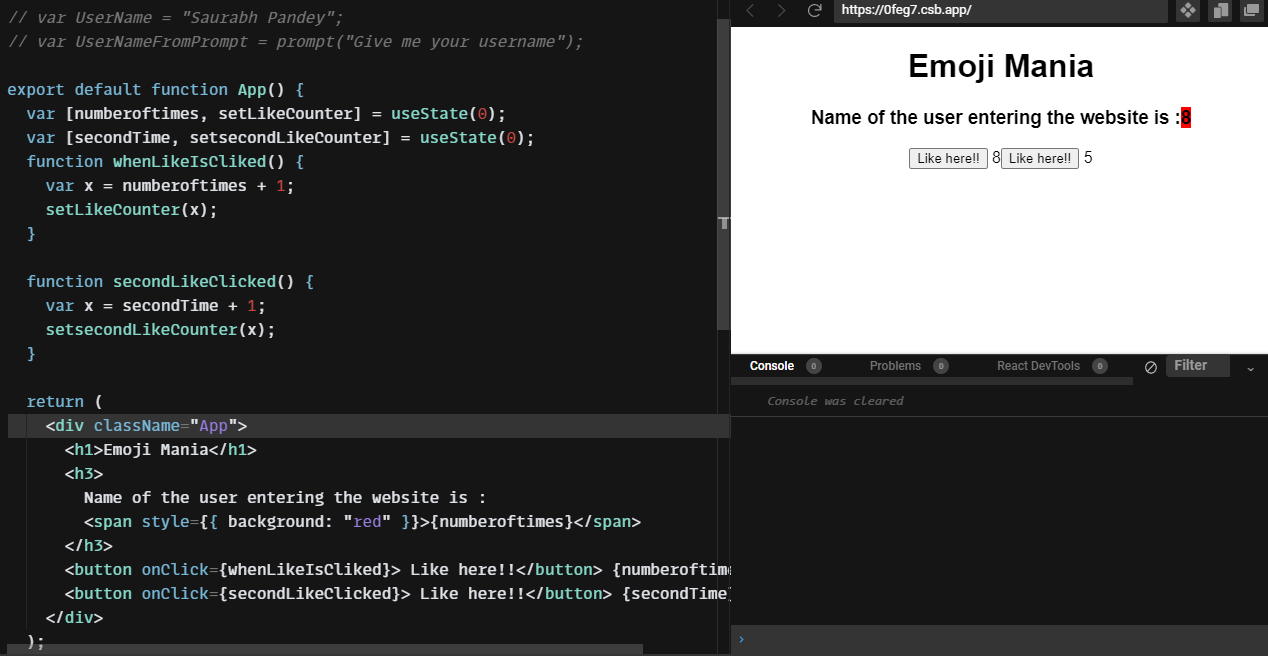 // var UserName = "Saurabh Pandey";
// var UserNameFromPrompt = prompt("Give me your username");
export default function App() {
var [numberoftimes, setLikeCounter] = useState(0);
var [secondTime, setsecondLikeCounter] = useState(0);
function whenLikeIsCliked() {
var x = numberoftimes + 1;
setLikeCounter(x);
}
function secondLikeClicked() {
var x = secondTime + 1;
setsecondLikeCounter(x);
}
return (
<div className="App">
<h1>Emoji Mania</h1>
<h3>
Name of the user entering the website is :
<span style={{ background: "red" }}>{numberoftimes}</span>
</h3>
<button onClick={whenLikeIsCliked}> Like here!!</button> {numberoftime
<button onClick={secondLikeClicked}> Like here!!</button> {secondTime}
</div>
);
https://0feg7.csb.app/
Emoji Mania
Name of the user entering the website is :8
Like here!! 8 Like here!! 5
Console 0 Problems 0 React DevTools 0 Filter
Console was cleared